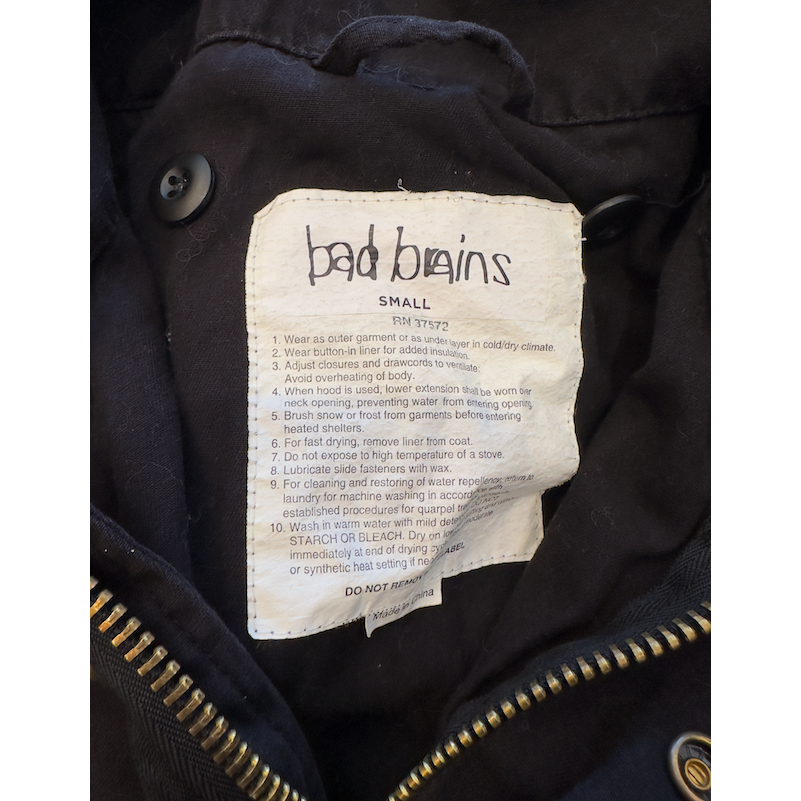 bad brains
SMALL
RN 37572
1. Wear as outer garment or as under layer in cold/dry climate.
2. Wear button-in liner for added insulation.
3. Adjust closures and drawcords to ventilate.
Avoid overheating of body.
4. When hood is used, lower extension shall be worn over
neck opening, preventing water from entering opening.
5. Brush snow or frost from garments before entering
heated shelters.
6. For fast drying, remove liner from coat.
7. Do not expose to high temperature of a stove.
8. Lubricate slide fasteners with wax.
9. For cleaning and restoring of water repellency, return to
laundry for machine washing in accord with
established procedures for quarpel
10. Wash in warm water with mild and
STARCH OR BLEACH. Dry on
immediately at end of drying
or synthetic heat setting if LABEL
DO NOT
Made in China